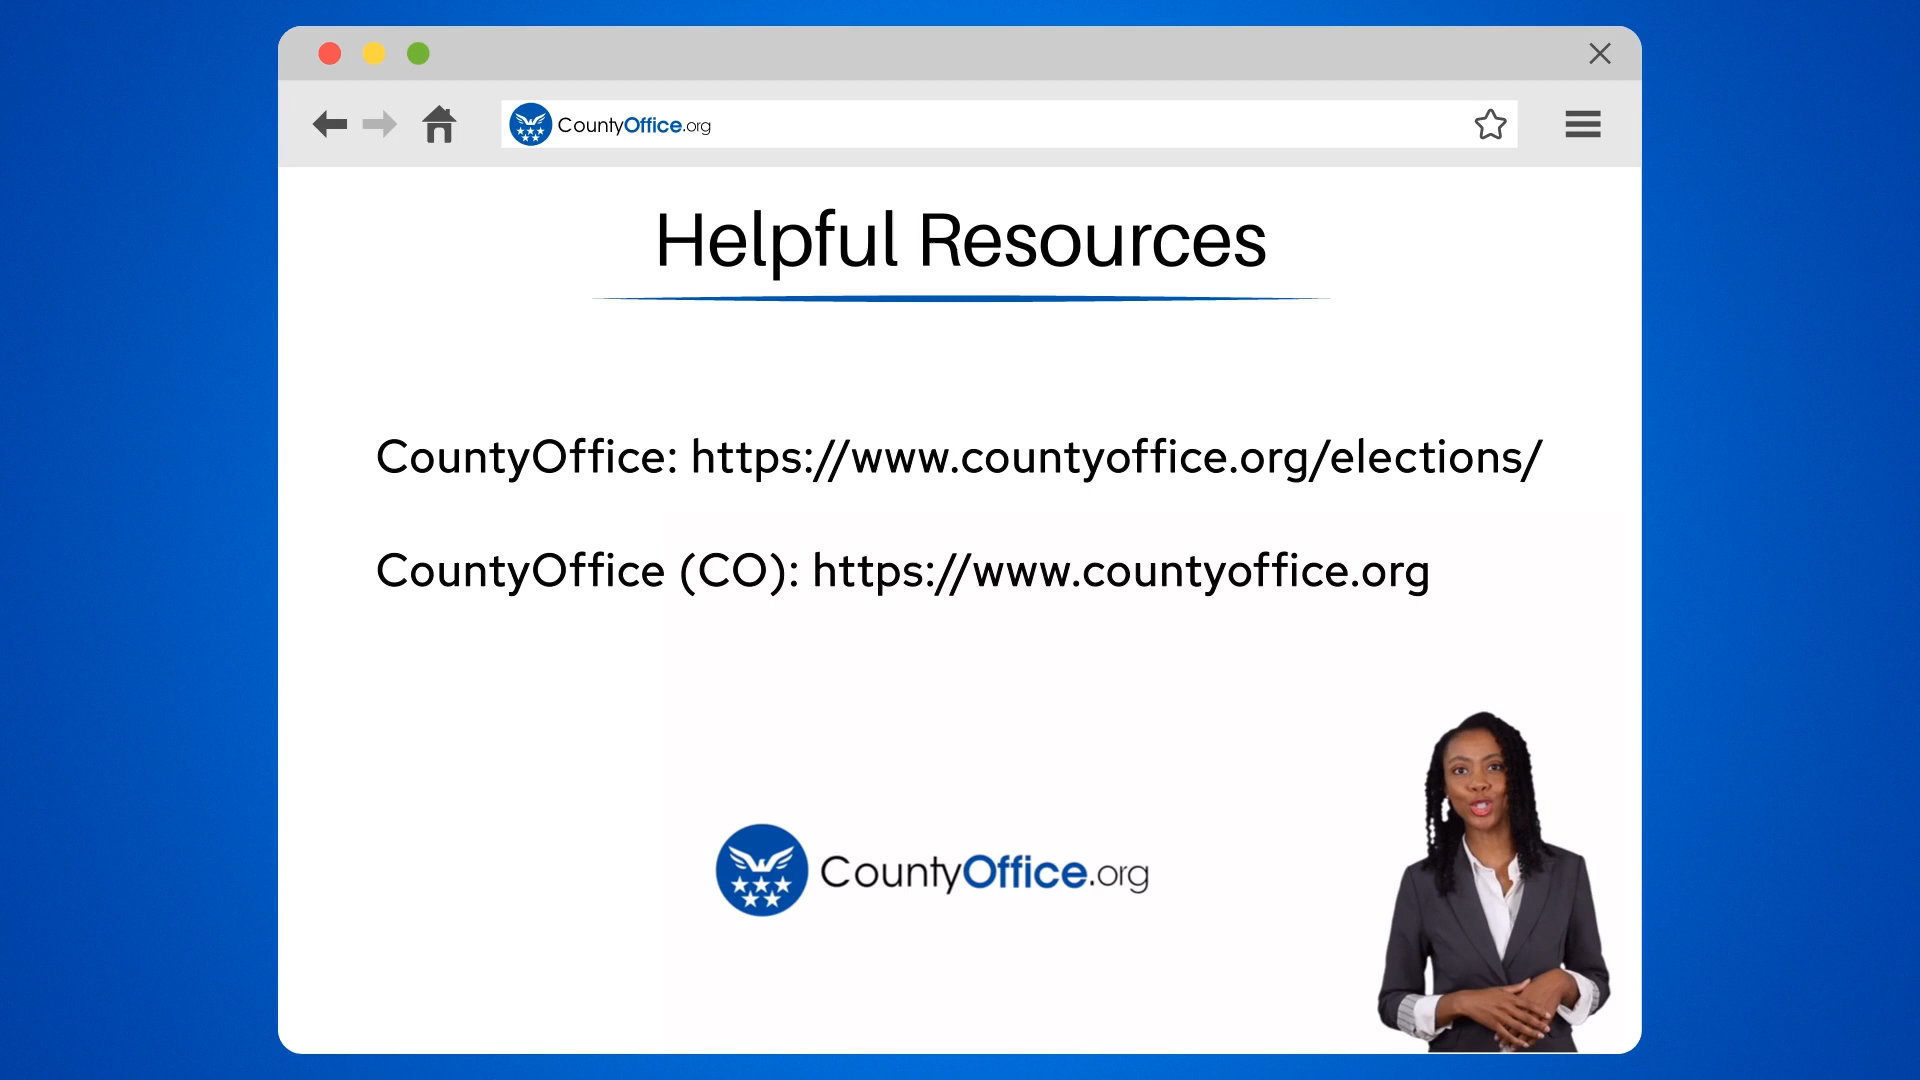 CountyOffice.org
Helpful Resources
CountyOffice: https://www.countyoffice.org/elections/
CountyOffice (CO): https://www.countyoffice.org
CountyOffice.org